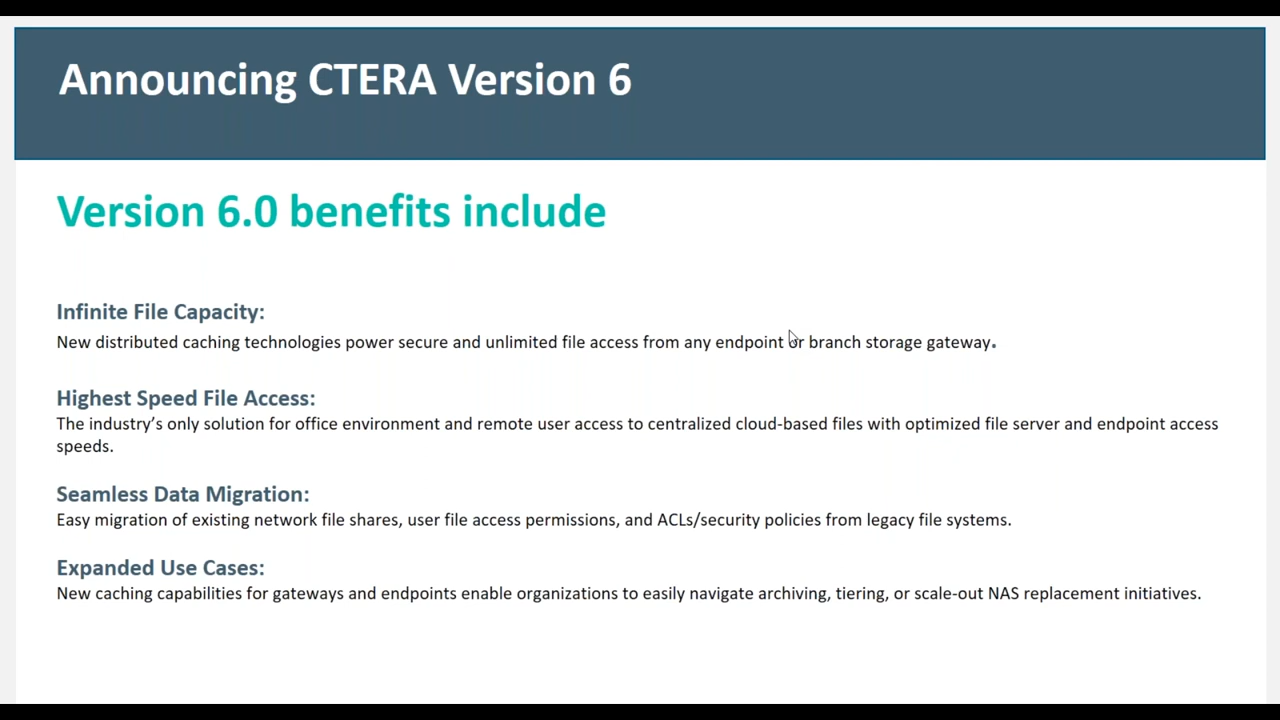 Announcing CTERA Version 6
Version 6.0 benefits include
Infinite File Capacity:
New distributed caching technologies power secure and unlimited file access from any endpoint or branch storage gateway.
Highest Speed File Access:
The industry’s only solution for office environment and remote user access to centralized cloud-based files with optimized file server and endpoint access
speeds.
Seamless Data Migration:
Easy migration of existing network file shares, user file access permissions, and ACLs/security policies from legacy file systems.
Expanded Use Cases:
New caching capabilities for gateways and endpoints enable organizations to easily navigate archiving, tiering, or scale-out NAS replacement initiatives.